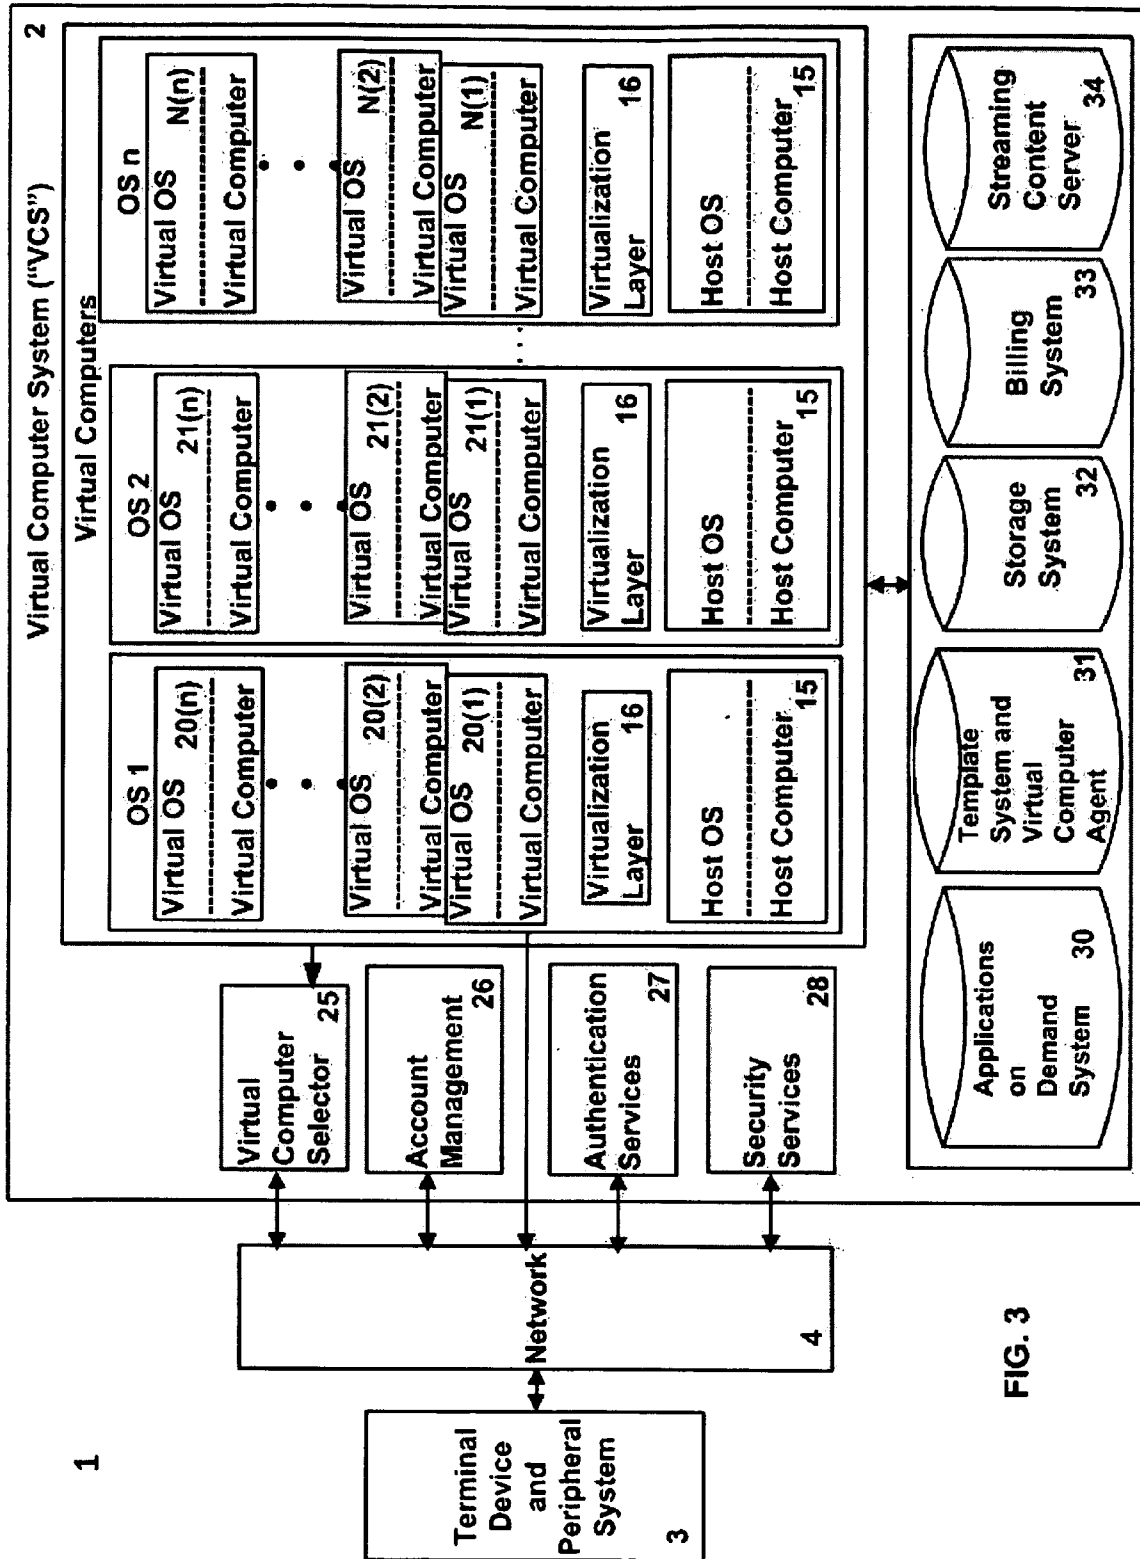 1
Virtual Computer System ("VCS")
2
Virtual Computers
OS 1
Virtual OS
20(n)
Virtual Computer
Virtual OS
20(2)
Virtual Computer
Virtual OS
20(1)
Virtual Computer
Virtualization
Layer
16
Host OS
Host Computer
15
OS 2
Virtual OS
21(n)
Virtual Computer
Virtual OS
21(2)
Virtual Computer
Virtual OS
21(1)
Virtual Computer
Virtualization
Layer
16
Host OS
Host Computer
15
OS n
Virtual OS
N(n)
Virtual Computer
Virtual OS
N(2)
Virtual Computer
Virtual OS
N(1)
Virtual Computer
Virtualization
Layer
16
Host OS
Host Computer
15
Virtual
Computer
Selector
25
Account
Management
26
Authentication
Services
27
Security
Services
28
Network
4
Terminal
Device
and
Peripheral
System
3
Applications
on
Demand
System
30
Template
System and
Virtual
Computer
Agent
31
Storage
System
32
Billing
System
33
Streaming
Content
Server
34
FIG. 3